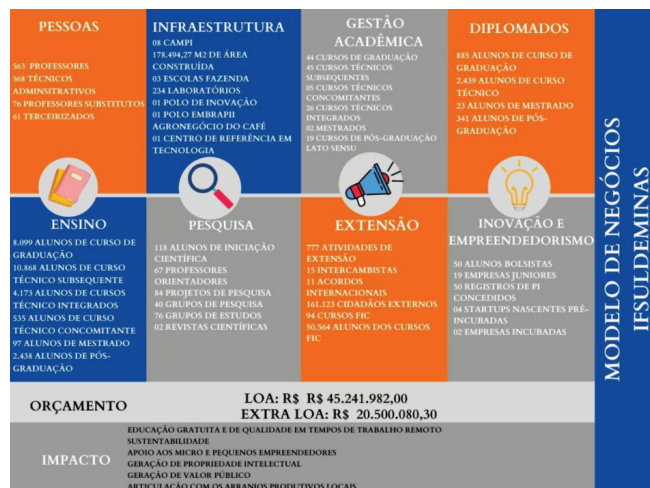 PESSOAS
563 PROFESSORES
568 TÉCNICOS
ADMINSITRATIVOS
76 PROFESSORES SUBSTITUTOS
61 TERCEIRIZADOS
INFRAESTRUTURA
08 CAMPI
178.494,27 M2 DE ÁREA
CONSTRUÍDA
03 ESCOLAS FAZENDA
234 LABORATÓRIOS
01 POLO DE INOVAÇÃO
01 POLO EMBRAPII
AGRONEGÓCIO DO CAFÉ
01 CENTRO DE REFERÊNCIA EM
TECNOLOGIA
GESTÃO
ACADÊMICA
44 CURSOS DE GRADUAÇÃO
45 CURSOS TÉCNICOS
SUBSEQUENTES
05 CURSOS TÉCNICOS
CONCOMITANTES
26 CURSOS TÉCNICOS
INTEGRADOS
02 MESTRADOS
19 CURSOS DE PÓS-GRADUAÇÃO
LATO SENSU
DIPLOMADOS
885 ALUNOS DE CURSO DE
GRADUAÇÃO
2.439 ALUNOS DE CURSO
TÉCNICO
23 ALUNOS DE MESTRADO
341 ALUNOS DE PÓS-
GRADUAÇÃO
ENSINO
8.099 ALUNOS DE CURSO DE
GRADUAÇÃO
10.868 ALUNOS DE CURSO
TÉCNICO SUBSEQUENTE
4.173 ALUNOS DE CURSOS
TÉCNICO INTEGRADOS
535 ALUNOS DE CURSO
TÉCNICO CONCOMITANTE
97 ALUNOS DE MESTRADO
2.438 ALUNOS DE PÓS-
GRADUAÇÃO
PESQUISA
118 ALUNOS DE INICIAÇÃO
CIENTÍFICA
67 PROFESSORES
ORIENTADORES
84 PROJETOS DE PESQUISA
40 GRUPOS DE PESQUISA
76 GRUPOS DE ESTUDOS
02 REVISTAS CIENTÍFICAS
EXTENSÃO
777 ATIVIDADES DE
EXTENSÃO
15 INTERCAMBISTAS
11 ACORDOS
INTERNACIONAIS
161.123 CIDADÃOS EXTERNOS
94 CURSOS FIC
50.564 ALUNOS DOS CURSOS
FIC
INOVAÇÃO E
EMPREENDEDORISMO
50 ALUNOS BOLSISTAS
19 EMPRESAS JUNIORES
50 REGISTROS DE PI
CONCEDIDOS
04 STARTUPS NASCENTES PRÉ-
INCUBADAS
02 EMPRESAS INCUBADAS
MODELO DE NEGÓCIOS
IFSULDEMINAS
ORÇAMENTO
LOA: R$ R$ 45.241.982,00
EXTRA LOA: R$ 20.500.080,30
IMPACTO
EDUCAÇÃO GRATUITA E DE QUALIDADE EM TEMPOS DE TRABALHO REMOTO
SUSTENTABILIDADE
APOIO AOS MICRO E PEQUENOS EMPREENDEDORES
GERAÇÃO DE PROPRIEDADE INTELECTUAL
GERAÇÃO DE VALOR PÚBLICO
ARTICULAÇÃO COM OS ARRANJOS PRODUTIVOS LOCAIS